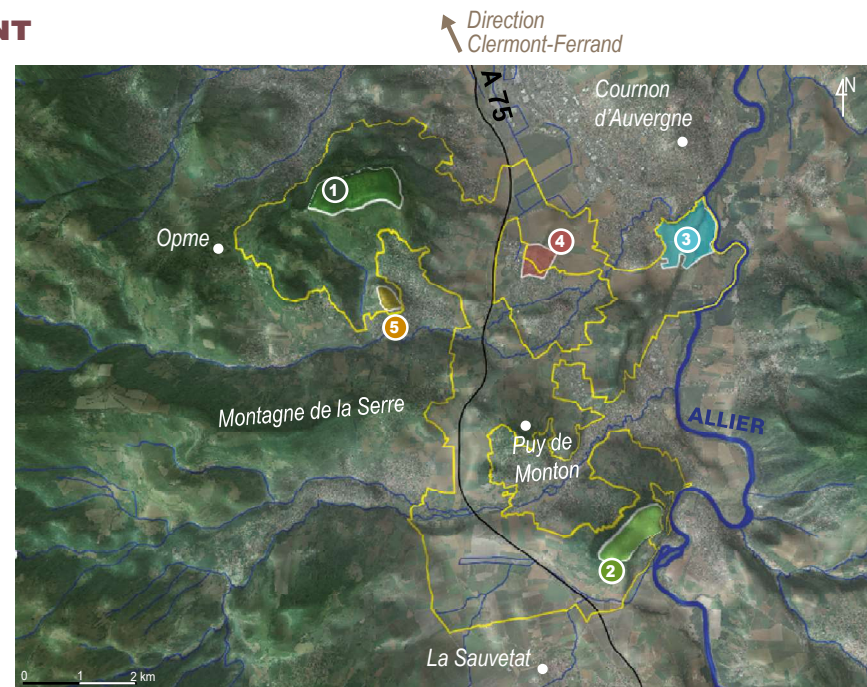 NT
Direction
Clermont-Ferrand
A 75
Cournon
d'Auvergne
N
1
Opme
4
3
5
Montagne de la Serre
ALLIER
Puy de
Monton
2
La Sauvetat
0 1 2 km